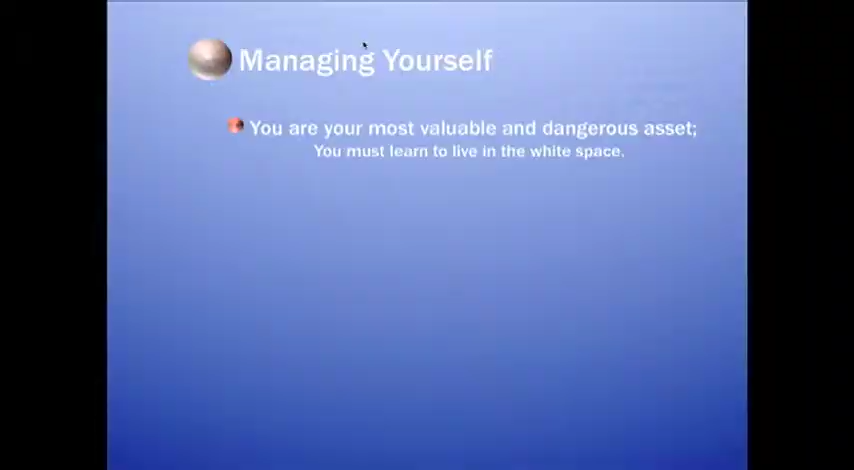 Managing Yourself
You are your most valuable and dangerous asset;
You must learn to live in the white space.